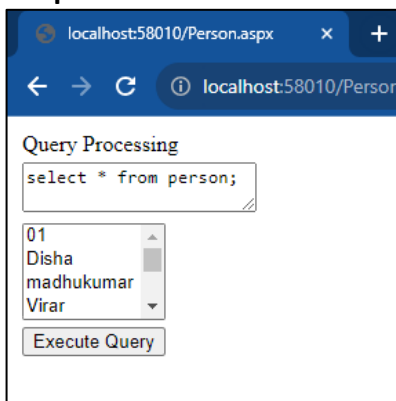 localhost:58010/Person.aspx
localhost:58010/Person
Query Processing
select * from person;
01
Disha
madhukumar
Virar
Execute Query